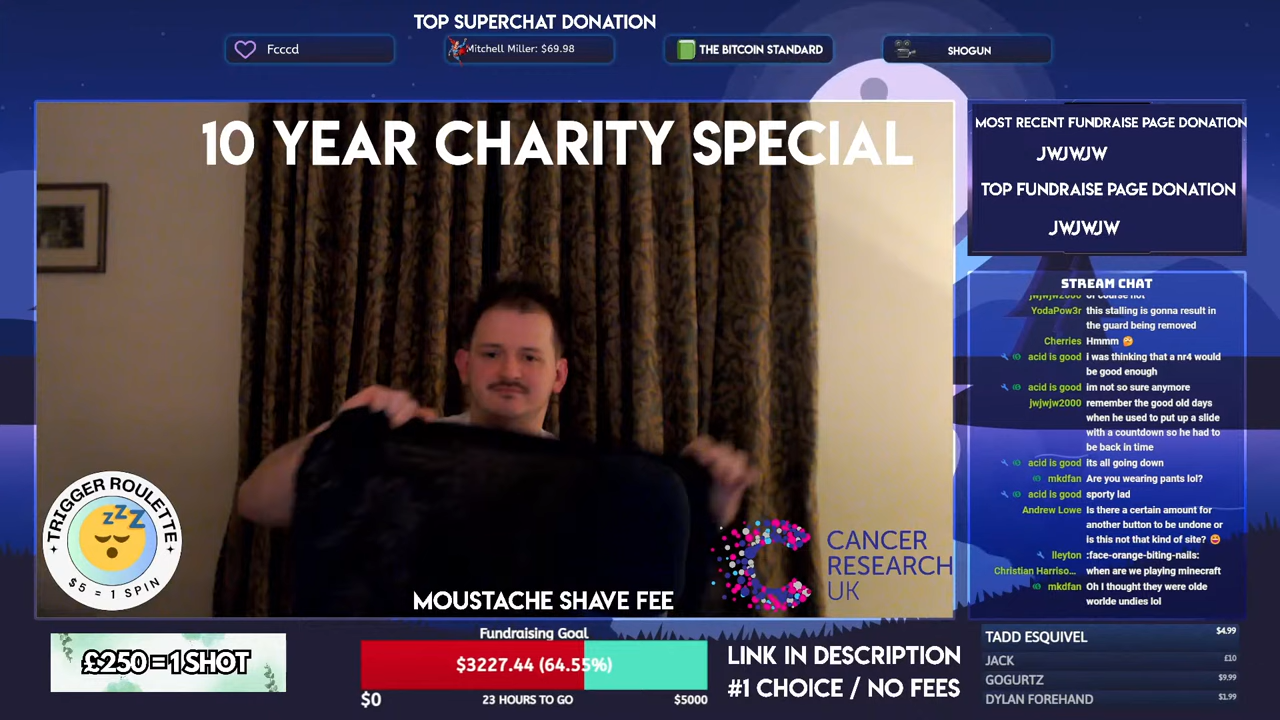 TOP SUPERCHAT DONATION
Fcccd
Mitchell Miller: $69.98
THE BITCOIN STANDARD
SHOGUN
10 YEAR CHARITY SPECIAL
MOST RECENT FUNDRAISE PAGE DONATION
JWJWJW
TOP FUNDRAISE PAGE DONATION
JWJWJW
STREAM CHAT
jwjwjw2000 of course not
YodaPow3r this stalling is gonna result in
the guard being removed
Cherries Hmmm 🤔
acid is good i was thinking that a nr4 would
be good enough
acid is good im not so sure anymore
jwjwjw2000 remember the good old days
when he used to put up a slide
with a countdown so he had to
be back in time
acid is good its all going down
mkdfan Are you wearing pants lol?
acid is good sporty lad
Andrew Lowe Is there a certain amount for
another button to be undone or
is this not that kind of site? 😜
lleyton :face-orange-biting-nails:
Christian Harriso... when are we playing minecraft
mkdfan Oh I thought they were olde
worlde undies lol
TRIGGER ROULETTE
zzZ
$5 = 1 SPIN
CANCER
RESEARCH
UK
MOUSTACHE SHAVE FEE
£250 = 1 SHOT
Fundraising Goal
$3227.44 (64.55%)
$0
23 HOURS TO GO
$5000
LINK IN DESCRIPTION
#1 CHOICE / NO FEES
TADD ESQUIVEL $4.99
JACK £10
GOGURTZ $9.99
DYLAN FOREHAND $1.99